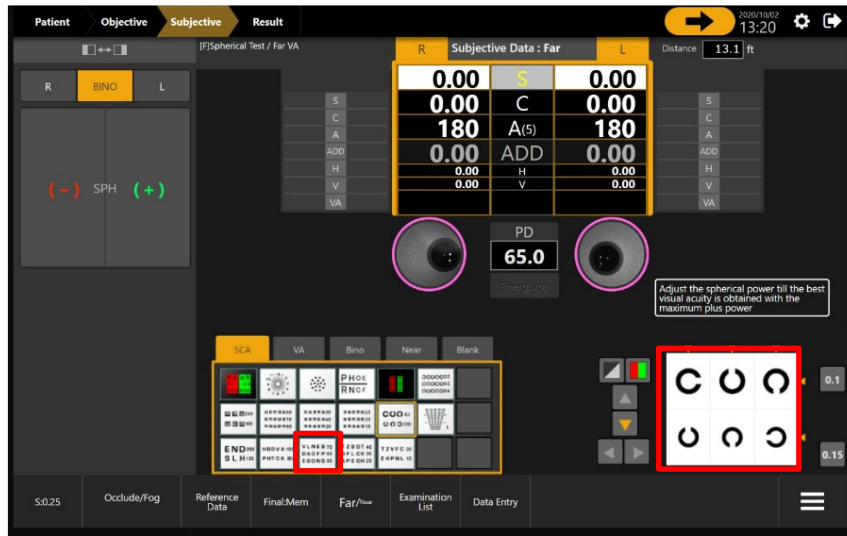 Patient
Objective
Subjective
Result
2020/10/02
13:20
[F]Spherical Test / Far VA
R
Subjective Data : Far
L
Distance
13.1
ft
R
BINO
L
0.00 S 0.00
0.00 C 0.00
180 A(5) 180
0.00 ADD 0.00
0.00 H 0.00
0.00 V 0.00
S
C
A
ADD
H
V
VA
S
C
A
ADD
H
V
VA
(-) SPH (+)
PD
65.0
Emerg.Stop
Adjust the spherical power till the best
visual acuity is obtained with the
maximum plus power
SCA
VA
Bino
Near
Blank
PHOE
RNCF
END
SLH
HBDVA
PHTCK
VLNEB
TZVFC
0.1
0.15
S:0.25
Occlude/Fog
Reference
Data
Final:Mem
Far/Near
Examination
List
Data Entry